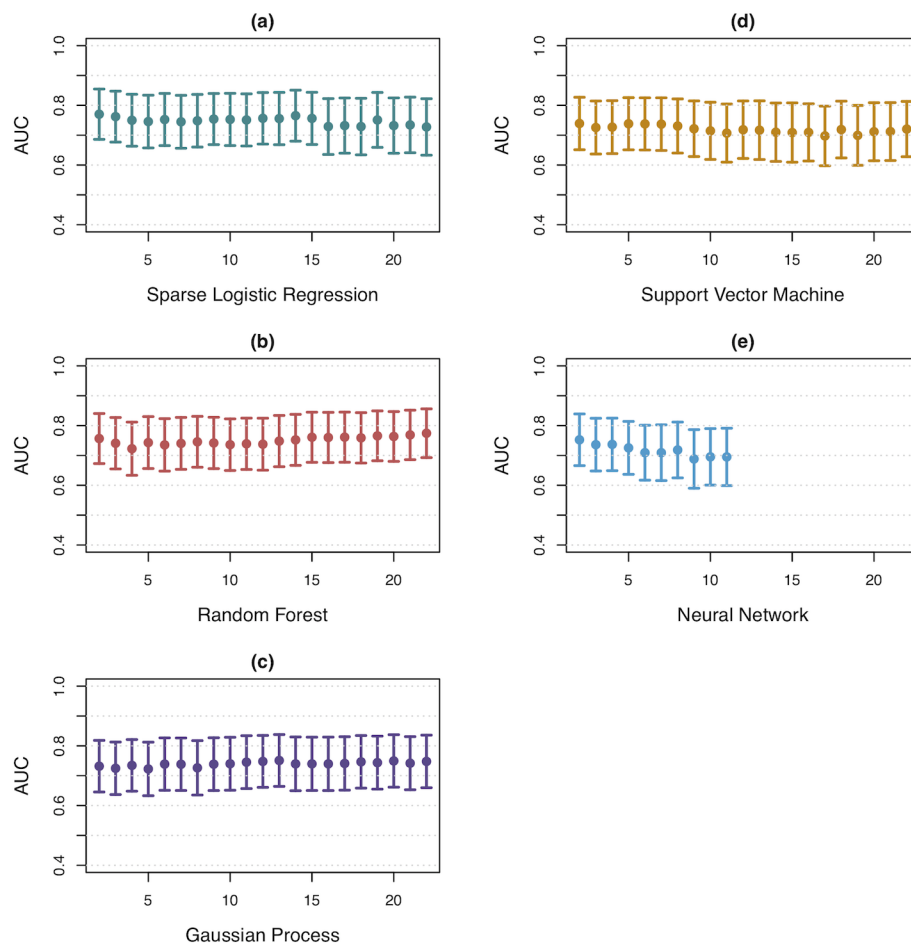 (a)
1.0
0.8
0.6
0.4
AUC
5 10 15 20
Sparse Logistic Regression
(b)
1.0
0.8
0.6
0.4
AUC
5 10 15 20
Random Forest
(c)
1.0
0.8
0.6
0.4
AUC
5 10 15 20
Gaussian Process
(d)
1.0
0.8
0.6
0.4
AUC
5 10 15 20
Support Vector Machine
(e)
1.0
0.8
0.6
0.4
AUC
5 10 15 20
Neural Network